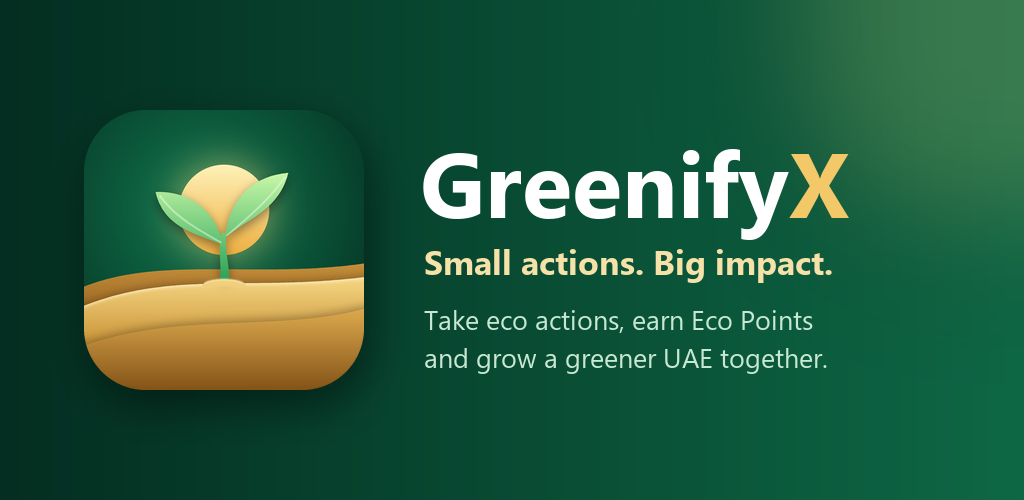 GreenifyX
Small actions. Big impact.
Take eco actions, earn Eco Points
and grow a greener UAE together.